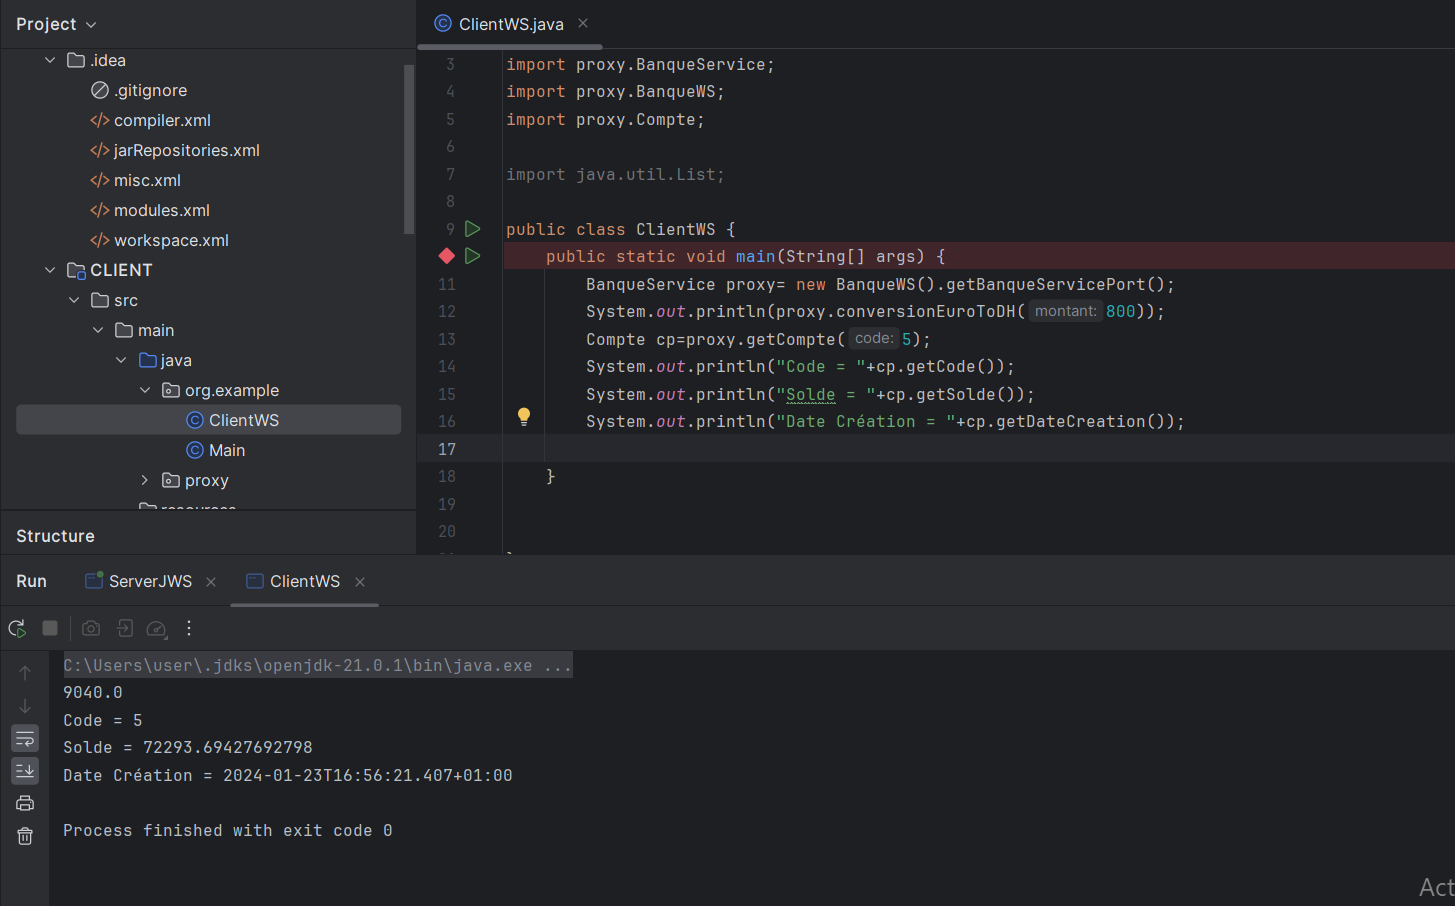 Project
ClientWS.java
.idea
.gitignore
compiler.xml
jarRepositories.xml
misc.xml
modules.xml
workspace.xml
CLIENT
src
main
java
org.example
ClientWS
Main
proxy
resources
Structure
3 import proxy.BanqueService;
4 import proxy.BanqueWS;
5 import proxy.Compte;
6
7 import java.util.List;
8
9 public class ClientWS {
public static void main(String[] args) {
11 BanqueService proxy= new BanqueWS().getBanqueServicePort();
12 System.out.println(proxy.conversionEuroToDH( montant: 800));
13 Compte cp=proxy.getCompte( code: 5);
14 System.out.println("Code = "+cp.getCode());
15 System.out.println("Solde = "+cp.getSolde());
16 System.out.println("Date Création = "+cp.getDateCreation());
17
18 }
19
20
Run ServerJWS ClientWS
C:\Users\user\.jdks\openjdk-21.0.1\bin\java.exe ...
9040.0
Code = 5
Solde = 72293.69427692798
Date Création = 2024-01-23T16:56:21.407+01:00
Process finished with exit code 0
Act